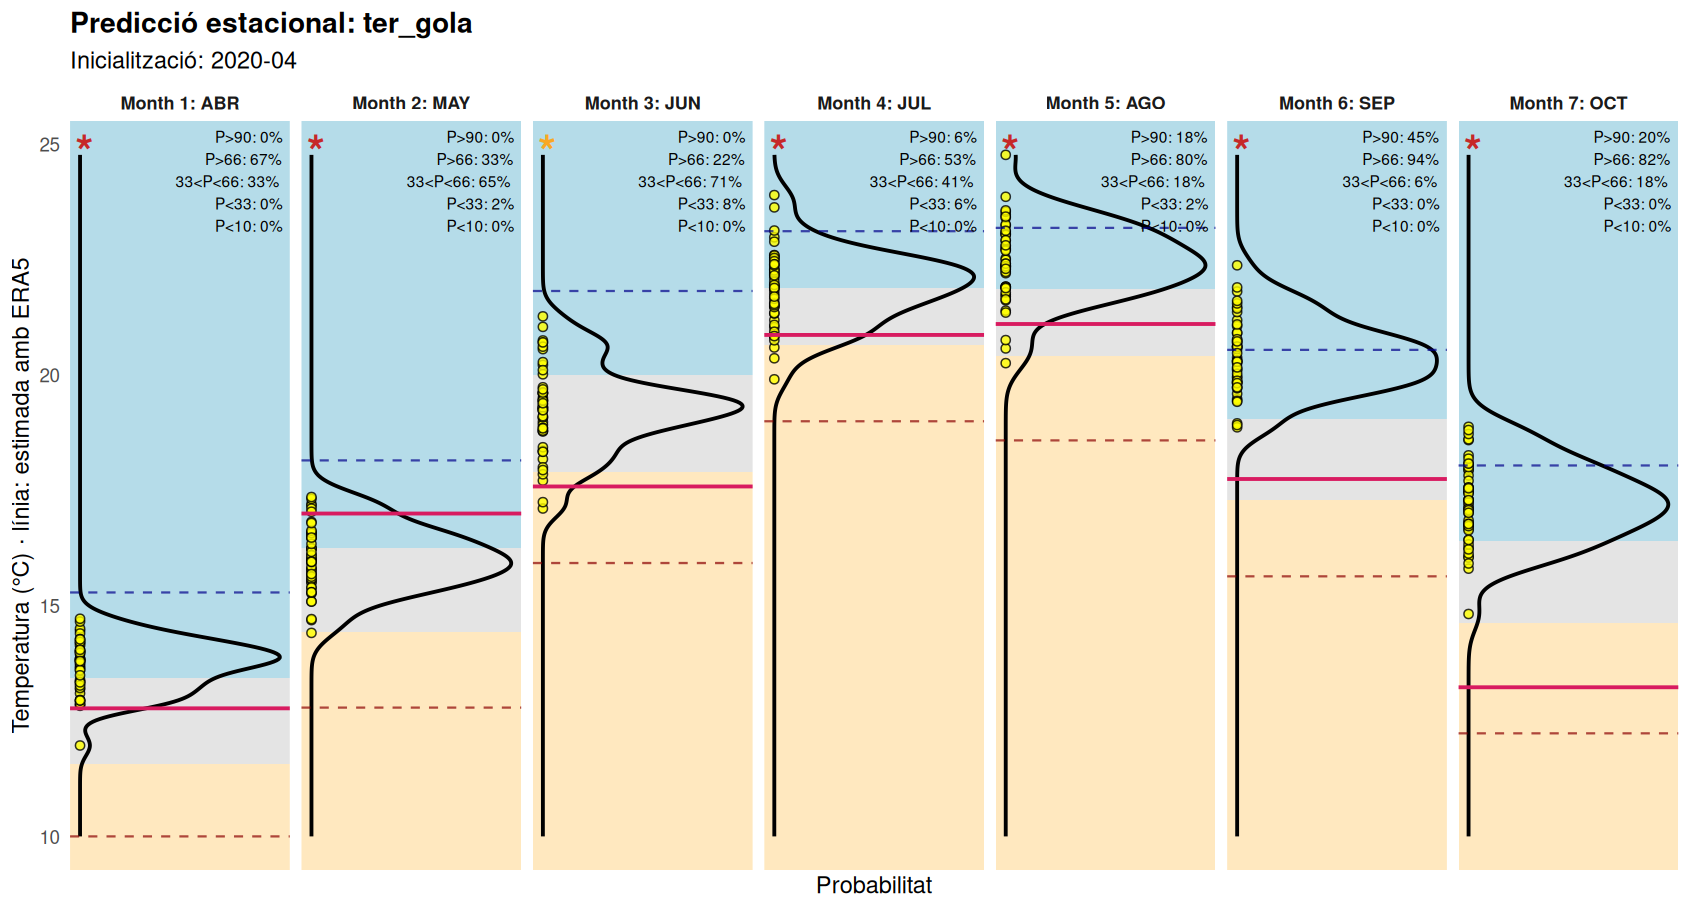 Predicció estacional: ter_gola
Inicialització: 2020-04
Month 1: ABR
Month 2: MAY
Month 3: JUN
Month 4: JUL
Month 5: AGO
Month 6: SEP
Month 7: OCT
P>90: 0%
P>66: 67%
33<P<66: 33%
P<33: 0%
P<10: 0%
P>90: 0%
P>66: 33%
33<P<66: 65%
P<33: 2%
P<10: 0%
P>90: 0%
P>66: 22%
33<P<66: 71%
P<33: 8%
P<10: 0%
P>90: 6%
P>66: 53%
33<P<66: 41%
P<33: 6%
P<10: 0%
P>90: 18%
P>66: 80%
33<P<66: 18%
P<33: 2%
P<10: 0%
P>90: 45%
P>66: 94%
33<P<66: 6%
P<33: 0%
P<10: 0%
P>90: 20%
P>66: 82%
33<P<66: 18%
P<33: 0%
P<10: 0%
25
20
15
10
Temperatura (°C) · línia: estimada amb ERA5
Probabilitat